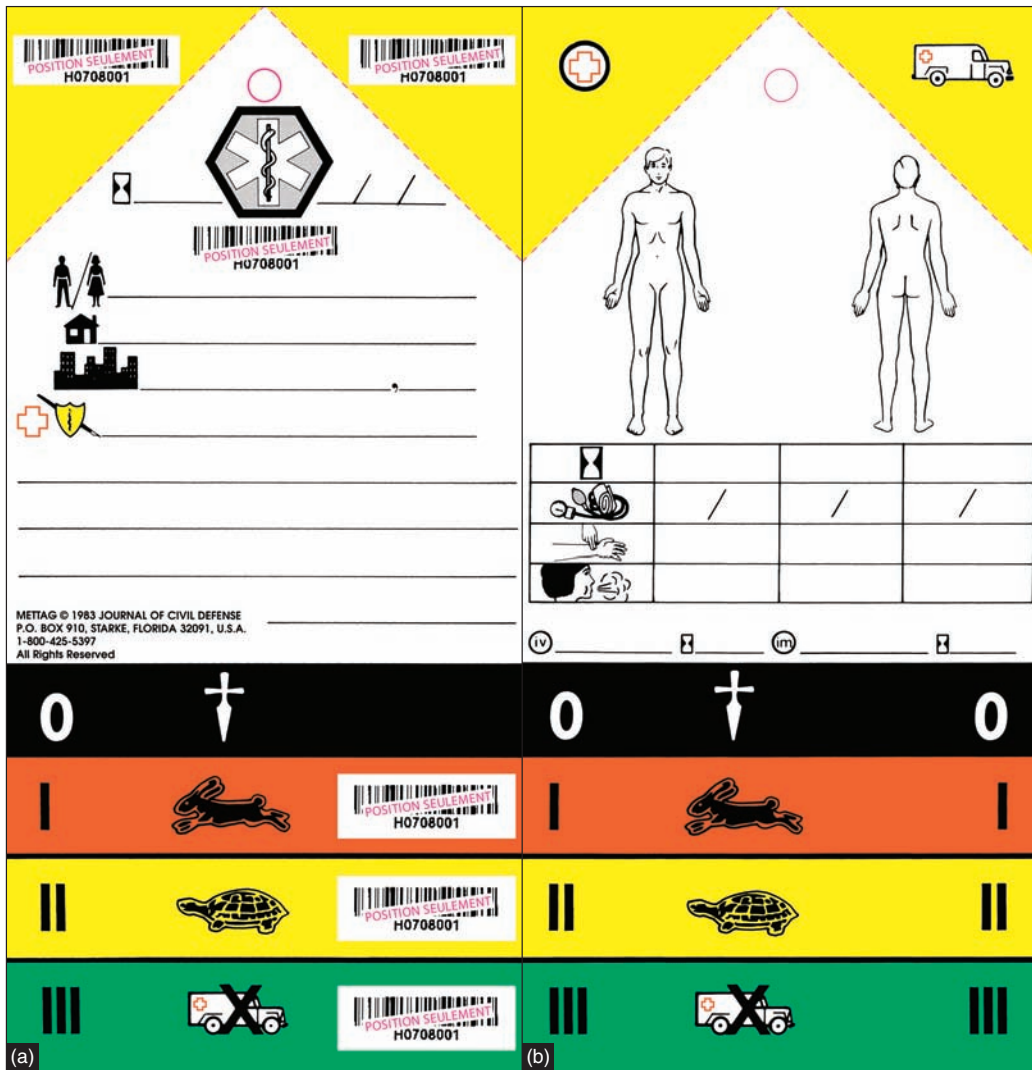 POSITION SEULEMENT
H0708001
POSITION SEULEMENT
H0708001
/ /
POSITION SEULEMENT
H0708001
,
METTAG © 1983 JOURNAL OF CIVIL DEFENSE
P.O. BOX 910, STARKE, FLORIDA 32091, U.S.A.
1-800-425-5397
All Rights Reserved
0
I
POSITION SEULEMENT
H0708001
II
POSITION SEULEMENT
H0708001
III
POSITION SEULEMENT
H0708001
(a)
/ / /
iv im
0 0
I I
II II
III III
(b)